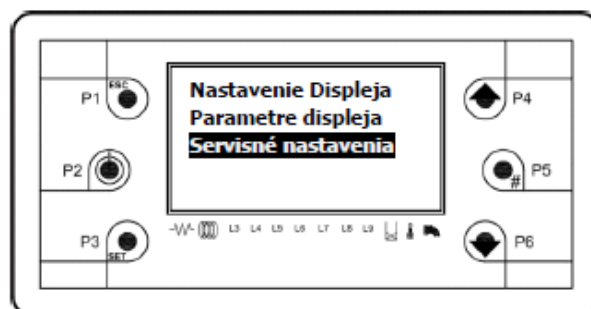 ESC
P1
P2
P3
SET
Nastavenie Displeja
Parametre displeja
Servisné nastavenia
L3 L4 L5 L6 L7 L8 L9
P4
P5
#
P6